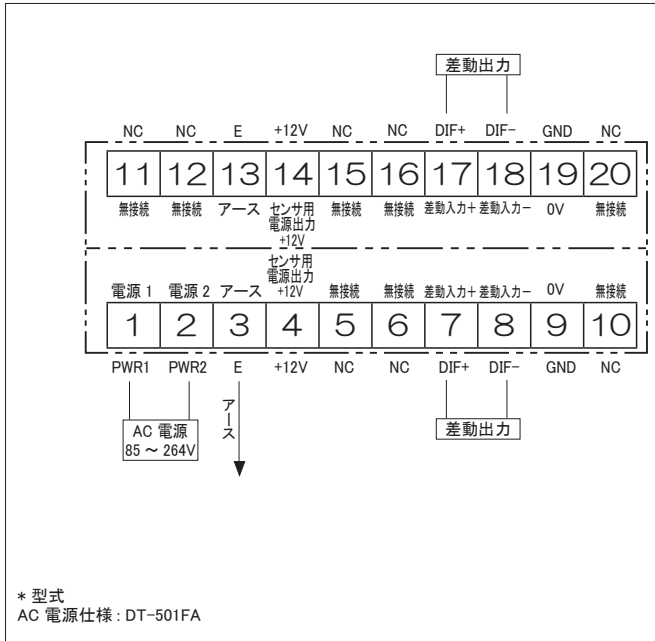 差動出力
NC NC E +12V NC NC DIF+ DIF- GND NC
11 12 13 14 15 16 17 18 19 20
無接続 無接続 アース センサ用 無接続 無接続 差動入力+ 差動入力- 0V 無接続
電源出力
+12V
センサ用
電源出力
電源 1 電源 2 アース +12V 無接続 無接続 差動入力+ 差動入力- 0V 無接続
1 2 3 4 5 6 7 8 9 10
PWR1 PWR2 E +12V NC NC DIF+ DIF- GND NC
アース
AC 電源
85 ~ 264V
差動出力
* 型式
AC 電源仕様 : DT-501FA